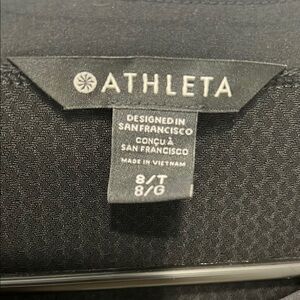 ATHLETA
DESIGNED IN
SAN FRANCISCO
CONÇU À
SAN FRANCISCO
MADE IN VIETNAM
8/T
8/G